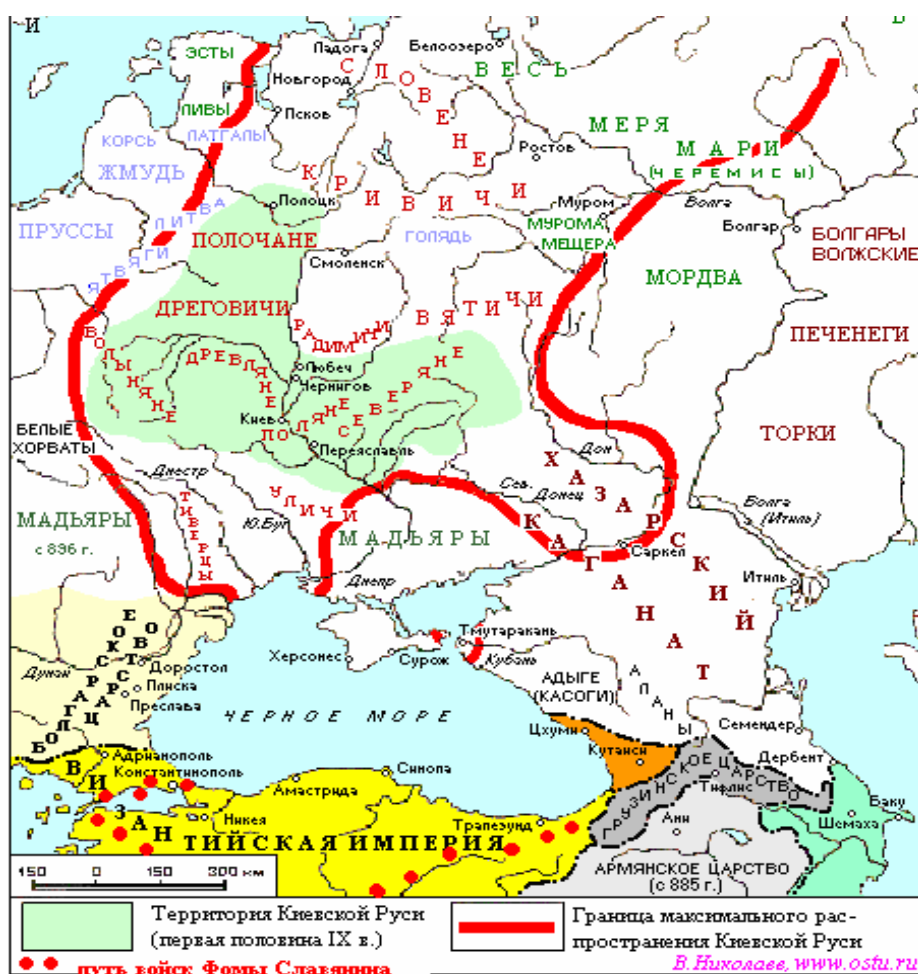 И
ЭСТЫ
Ладога
Белоозеро
В
СЛОВЕНЕ
ВЕСЬ
Новгород
ЛИВЫ
Псков
КОРСЬ
ЛАТГАЛЫ
МЕРЯ
ЖМУДЬ
Ростов
МАРИ
(ЧЕРЕМИСЫ)
КРИВИЧИ
Полоцк
Муром
Волга
ЛИТВА
ПРУССЫ
ПОЛОЧАНЕ
ГОЛЯДЬ
МУРОМА
МЕЩЕРА
Болгар
БОЛГАРЫ
ВОЛЖСКИЕ
Смоленск
ЯТВЯГИ
МОРДВА
ДРЕГОВИЧИ
ВЯТИЧИ
РАДИМИЧИ
ПЕЧЕНЕГИ
ВОЛЫНЯНЕ
ДРЕВЛЯНЕ
Любеч
Чернигов
СЕВЕРЯНЕ
Киев
ПОЛЯНЕ
Переяславль
БЕЛЫЕ
ХОРВАТЫ
Дон
ТОРКИ
Днестр
ХАЗАРСКИЙ
Сев.
Донец
УЛИЧИ
ТИВЕРЦЫ
Ю.Буг
МАДЬЯРЫ
с 896 г.
МАДЬЯРЫ
КАГАНАТ
Саркел
Волга
(Итиль)
Итиль
Днепр
Тмутаракань
Херсонес
Сурож
Кубань
Дунай
Доростол
Плиска
Преслава
БОЛГАРСКОЕ
ЦАРСТВО
АДЫГЕ
(КАСОГИ)
АЛАНЫ
ЧЕРНОЕ МОРЕ
Семендер
Цхуми
Кутаиси
Дербент
Адрианополь
Константинополь
Синопа
Амастрида
Никея
Трапезунд
ГРУЗИНСКОЕ ЦАРСТВО
Тифлис
Баку
Шемаха
Ани
ВИЗАНТИЙСКАЯ ИМПЕРИЯ
АРМЯНСКОЕ ЦАРСТВО
(с 885 г.)
150 0 150 300 км
Территория Киевской Руси
(первая половина IX в.)
Граница максимального рас-
пространения Киевской Руси
путь войск Фомы Славянина
В.Николаев, www.ostu.ru